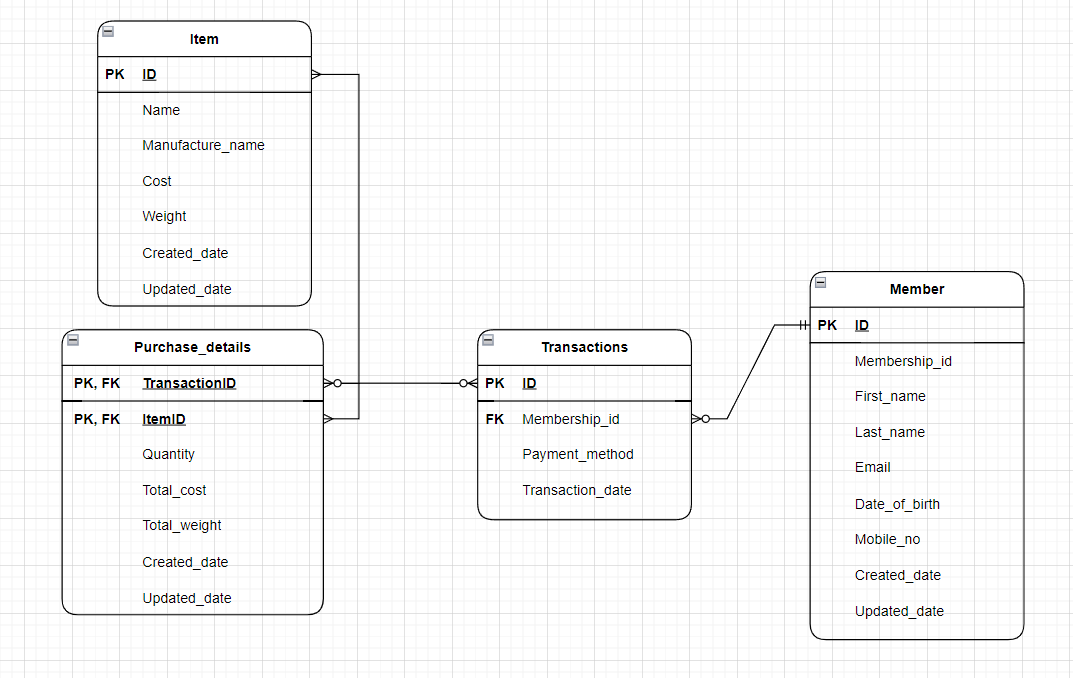 Item
PK ID
Name
Manufacture_name
Cost
Weight
Created_date
Updated_date
Purchase_details
PK, FK TransactionID
PK, FK ItemID
Quantity
Total_cost
Total_weight
Created_date
Updated_date
Transactions
PK ID
FK Membership_id
Payment_method
Transaction_date
Member
PK ID
Membership_id
First_name
Last_name
Email
Date_of_birth
Mobile_no
Created_date
Updated_date